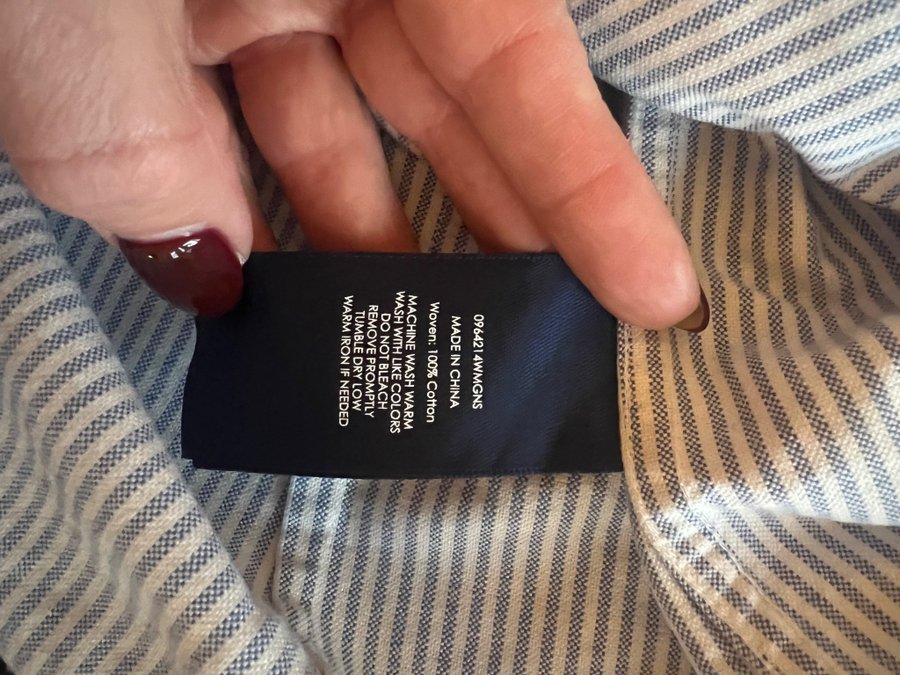 0964214WMGNS
MADE IN CHINA
Woven: 100% Cotton
MACHINE WASH WARM
WASH WITH LIKE COLORS
DO NOT BLEACH
REMOVE PROMPTLY
TUMBLE DRY LOW
WARM IRON IF NEEDED